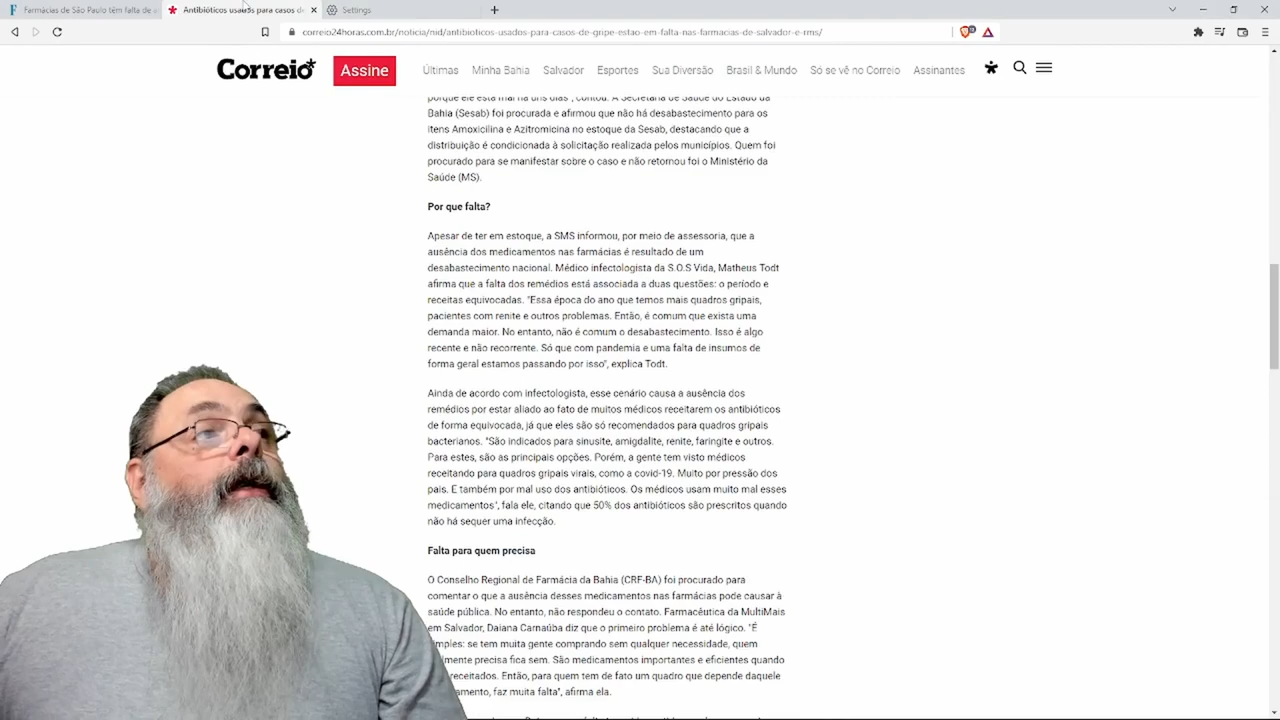 Farmácias de São Paulo têm falta de a
Antibióticos usados para casos de
Settings
correio24horas.com.br/noticia/nid/antibioticos-usados-para-casos-de-gripe-estao-em-falta-nas-farmacias-de-salvador-e-rms/
Correio*
Assine
Últimas
Minha Bahia
Salvador
Esportes
Sua Diversão
Brasil & Mundo
Só se vê no Correio
Assinantes
porque ele está mal há uns dias", contou. A Secretaria de Saúde do Estado da
Bahia (Sesab) foi procurada e afirmou que não há desabastecimento para os
itens Amoxicilina e Azitromicina no estoque da Sesab, destacando que a
distribuição é condicionada à solicitação realizada pelos municípios. Quem foi
procurado para se manifestar sobre o caso e não retornou foi o Ministério da
Saúde (MS).
Por que falta?
Apesar de ter em estoque, a SMS informou, por meio de assessoria, que a
ausência dos medicamentos nas farmácias é resultado de um
desabastecimento nacional. Médico infectologista da S.O.S Vida, Matheus Todt
afirma que a falta dos remédios está associada a duas questões: o período e
receitas equivocadas. "Essa época do ano que temos mais quadros gripais,
pacientes com renite e outros problemas. Então, é comum que exista uma
demanda maior. No entanto, não é comum o desabastecimento. Isso é algo
recente e não recorrente. Só que com pandemia e uma falta de insumos de
forma geral estamos passando por isso", explica Todt.
Ainda de acordo com infectologista, esse cenário causa a ausência dos
remédios por estar aliado ao fato de muitos médicos receitarem os antibióticos
de forma equivocada, já que eles são só recomendados para quadros gripais
bacterianos. "São indicados para sinusite, amigdalite, renite, faringite e outros.
Para estes, são as principais opções. Porém, a gente tem visto médicos
receitando para quadros gripais virais, como a covid-19. Muito por pressão dos
pais. E também por mal uso dos antibióticos. Os médicos usam muito mal esses
medicamentos", fala ele, citando que 50% dos antibióticos são prescritos quando
não há sequer uma infecção.
Falta para quem precisa
O Conselho Regional de Farmácia da Bahia (CRF-BA) foi procurado para
comentar o que a ausência desses medicamentos nas farmácias pode causar à
saúde pública. No entanto, não respondeu o contato. Farmacêutica da MultiMais
em Salvador, Daiana Carnaúba diz que o primeiro problema é até lógico. "É
imples: se tem muita gente comprando sem qualquer necessidade, quem
lmente precisa fica sem. São medicamentos importantes e eficientes quando
receitados. Então, para quem tem de fato um quadro que depende daquele
amento, faz muita falta", afirma ela.